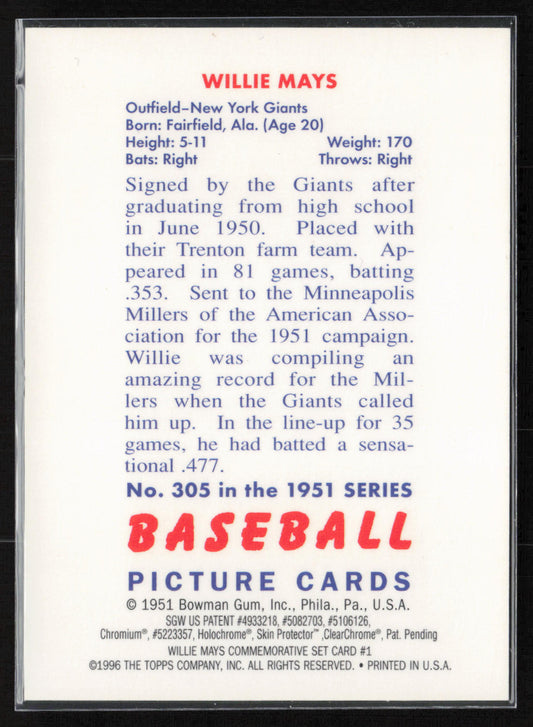 WILLIE MAYS
Outfield–New York Giants
Born: Fairfield, Ala. (Age 20)
Height: 5-11 Weight: 170
Bats: Right Throws: Right
Signed by the Giants after
graduating from high school
in June 1950. Placed with
their Trenton farm team. Ap-
peared in 81 games, batting
.353. Sent to the Minneapolis
Millers of the American Asso-
ciation for the 1951 campaign.
Willie was compiling an
amazing record for the Mil-
lers when the Giants called
him up. In the line-up for 35
games, he had batted a sensa-
tional .477.
No. 305 in the 1951 SERIES
BASEBALL
PICTURE CARDS
© 1951 Bowman Gum, Inc., Phila., Pa., U.S.A.
SGW US PATENT #4933218, #5082703, #5106126,
Chromium®, #5223357, Holochrome®, Skin Protector™,ClearChrome®, Pat. Pending
WILLIE MAYS COMMEMORATIVE SET CARD #1
©1996 THE TOPPS COMPANY, INC. ALL RIGHTS RESERVED. • PRINTED IN U.S.A.